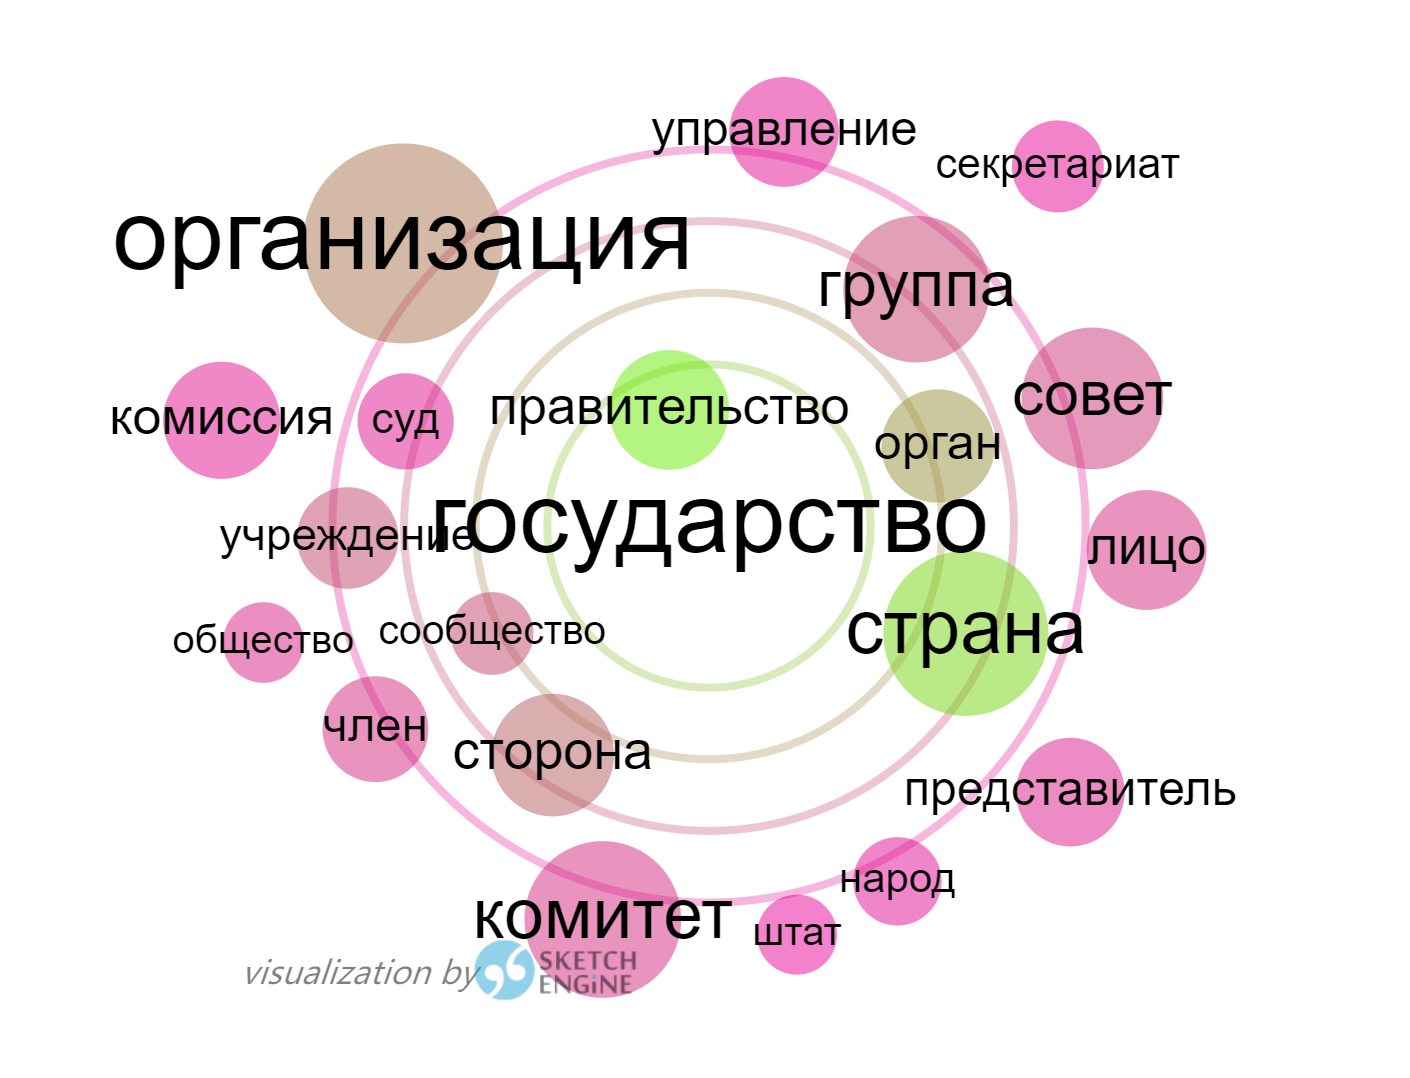 управление
секретариат
организация
группа
совет
правительство
комиссия
суд
орган
государство
учреждение
лицо
страна
сообщество
общество
член
сторона
представитель
народ
комитет
штат
visualization by
SKETCH
ENGiNE